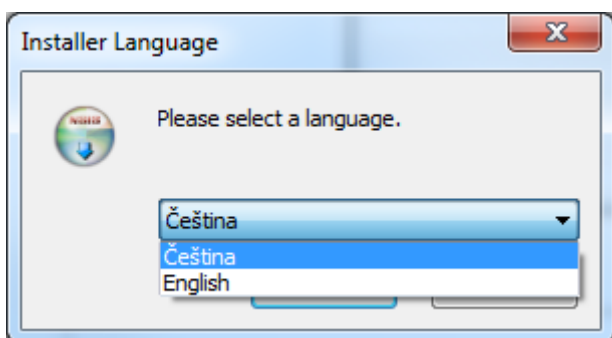 Installer Language
Please select a language.
Čeština
Čeština
English